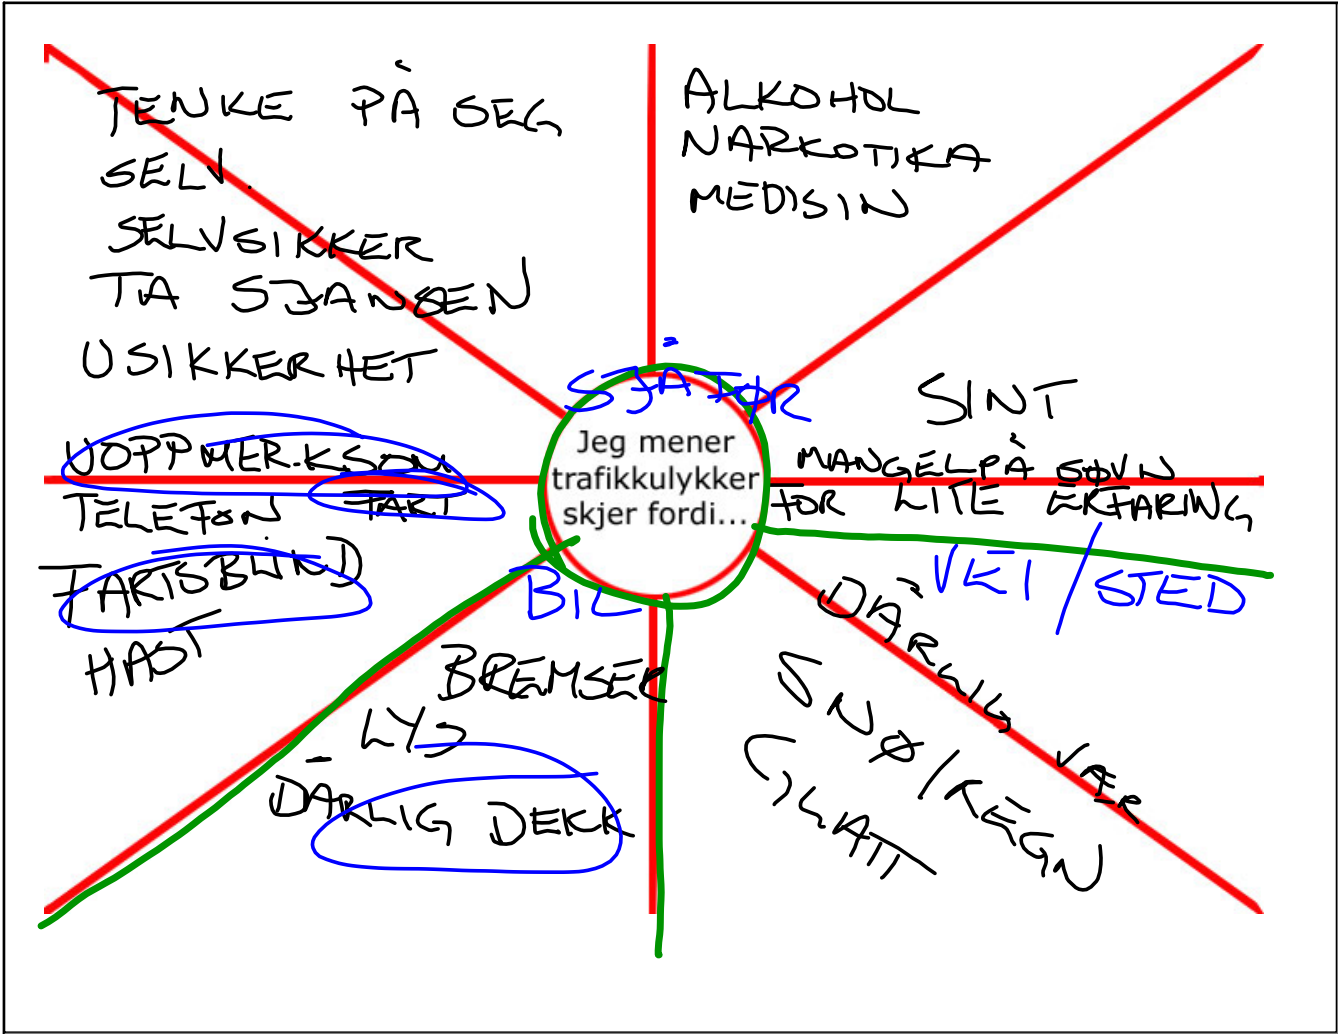 TENKE PÅ SEG
SELV.
SELVSIKKER
TA SJANSEN
USIKKERHET
UOPPMERKSOM
TELEFON FART
FARTSBLIND
HAST
ALKOHOL
NARKOTIKA
MEDISIN
SJÅFØR
Jeg mener
trafikkulykker
skjer fordi...
SINT
MANGEL PÅ SØVN
FOR LITE ERFARING
VEI / STED
DÅRLIG VÆR
SNØ/REGN
GLATT
BIL
BREMSER
LYS
DÅRLIG DEKK